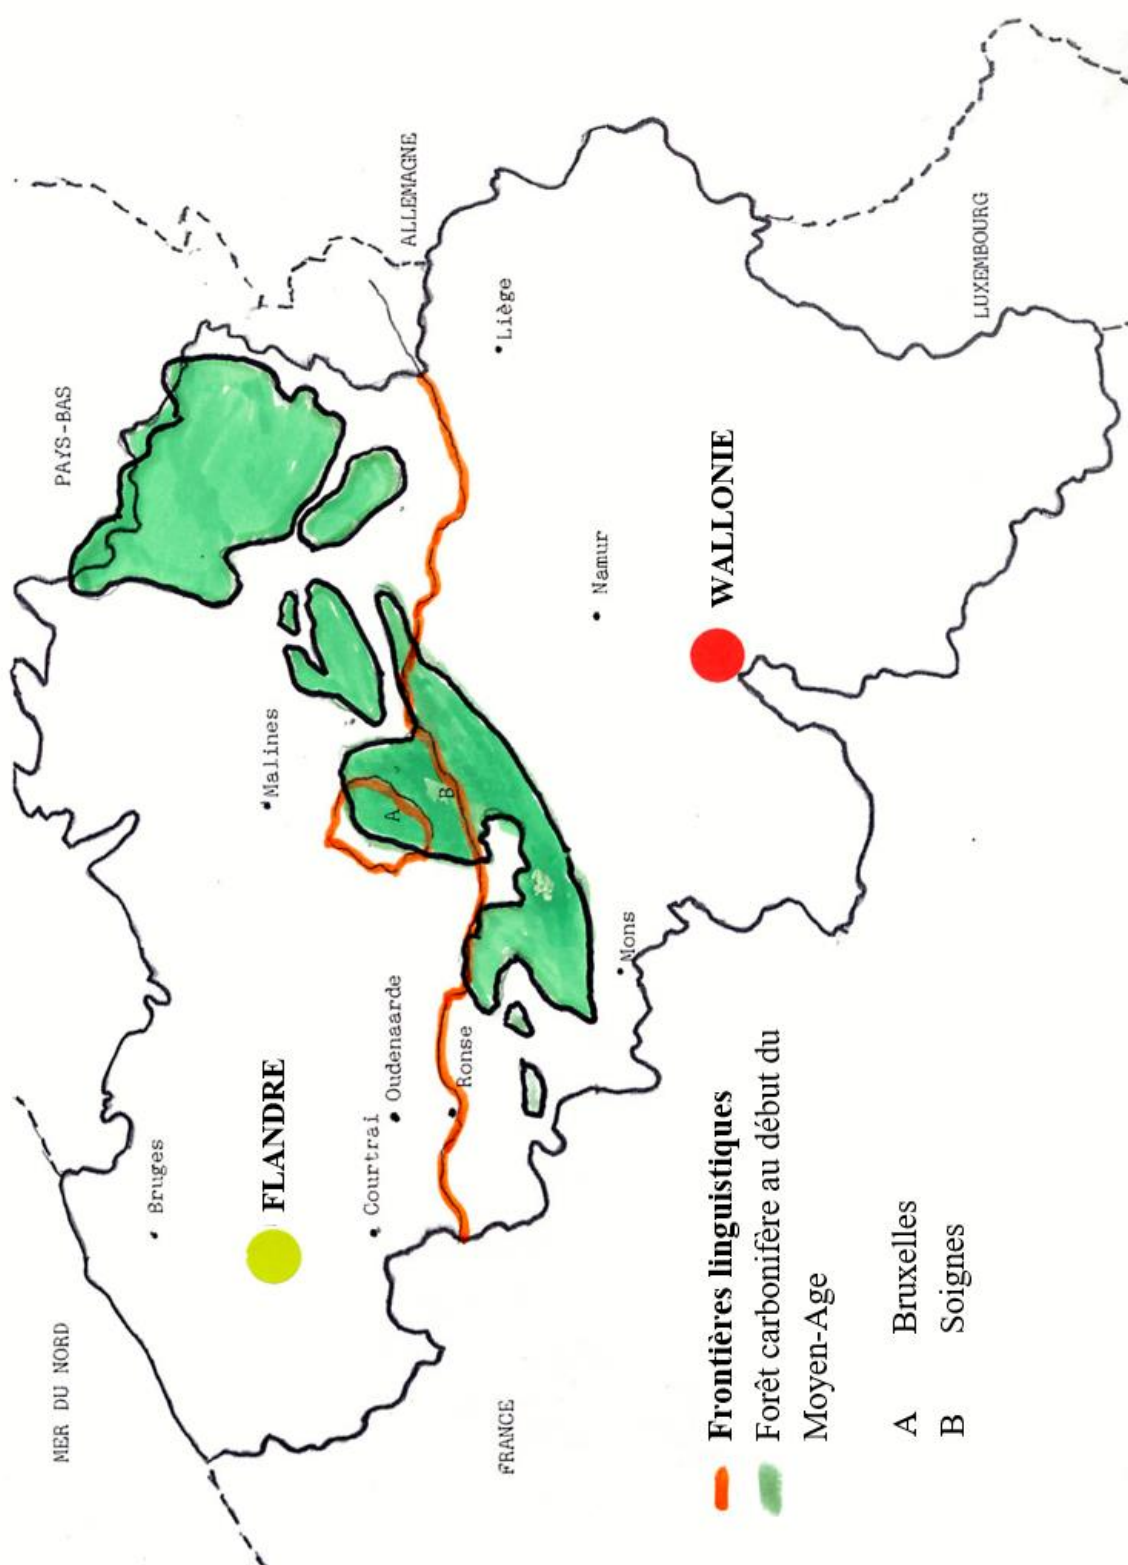 MER DU NORD
PAYS-BAS
Bruges
Malines
FLANDRE
ALLEMAGNE
Courtrai
Oudenaarde
A
B
Ronse
Liège
FRANCE
Mons
Namur
WALLONIE
LUXEMBOURG
Frontières linguistiques
Forêt carbonifère au début du
Moyen-Age
A Bruxelles
B Soignes